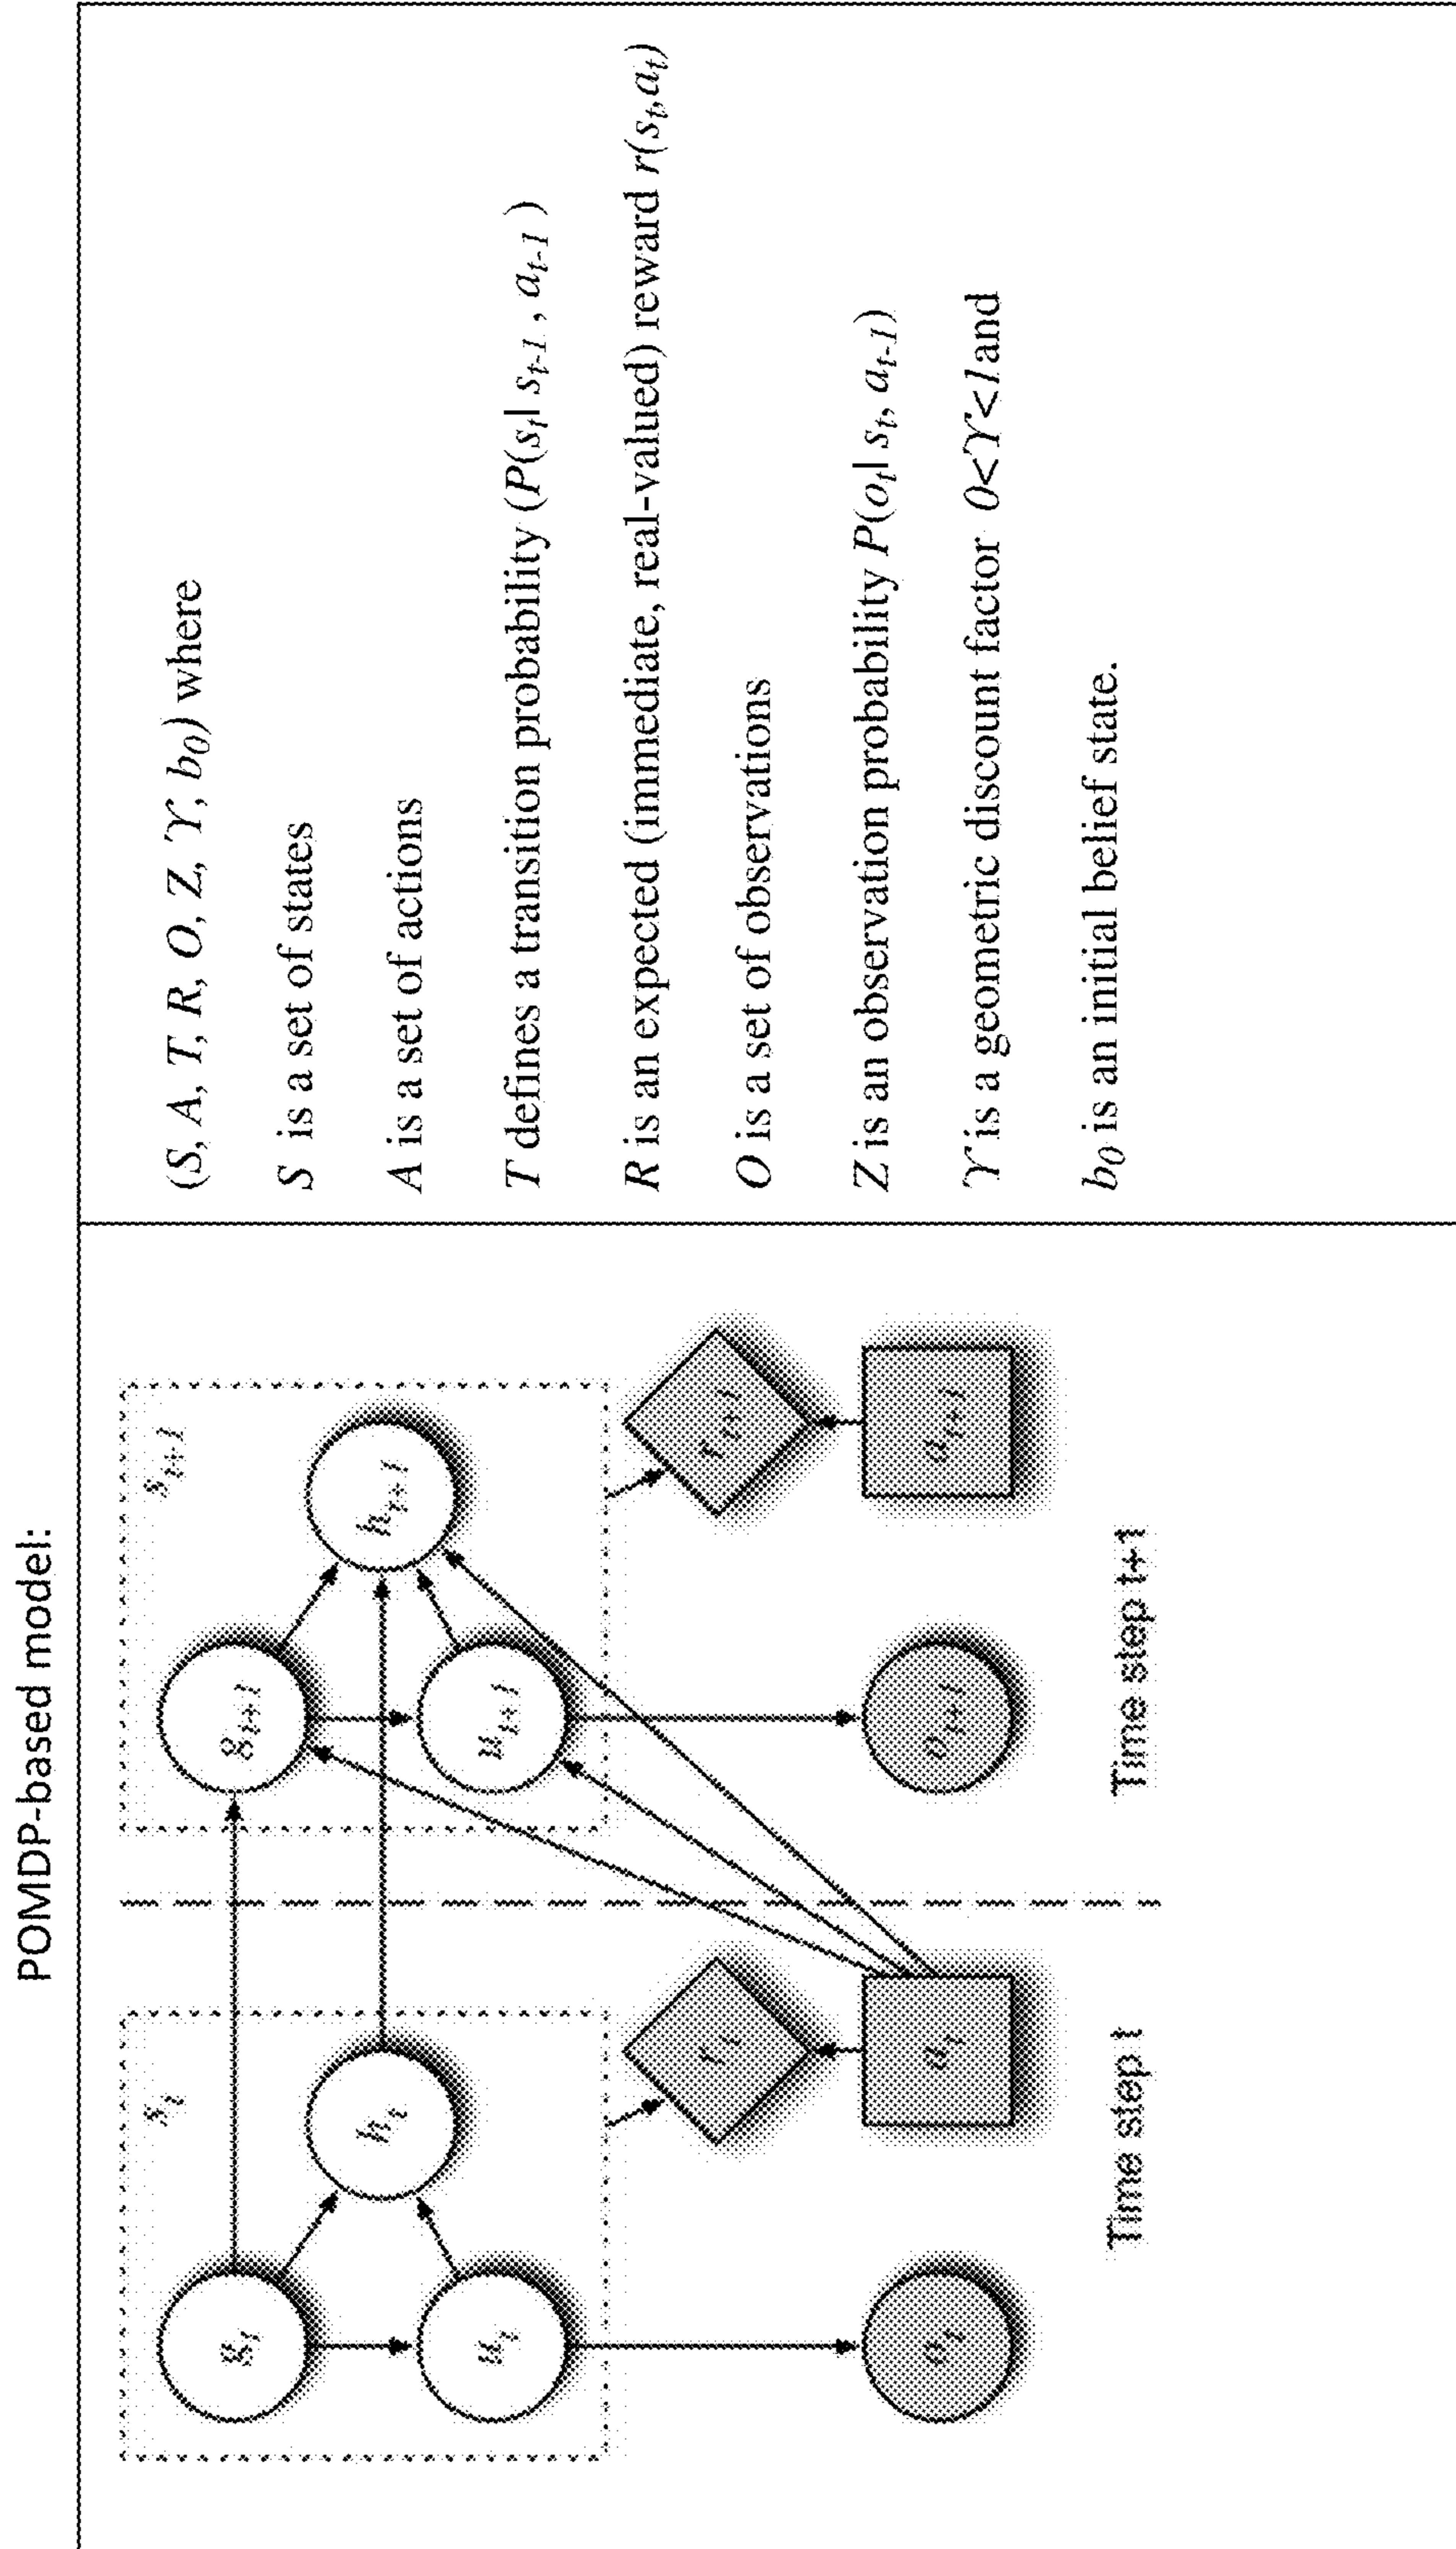 POMDP-based model:
s_t
g_t
h_t
u_t
r_t
o_t
a_t
Time step t
s_{t+1}
g_{t+1}
h_{t+1}
u_{t+1}
r_{t+1}
o_{t+1}
a_{t+1}
Time step t+1
(S, A, T, R, O, Z, ϒ, b_0) where
S is a set of states
A is a set of actions
T defines a transition probability (P(s_t| s_{t-1}, a_{t-1})
R is an expected (immediate, real-valued) reward r(s_t,a_t)
O is a set of observations
Z is an observation probability P(o_t| s_t, a_{t-1})
ϒ is a geometric discount factor 0<ϒ<1 and
b_0 is an initial belief state.